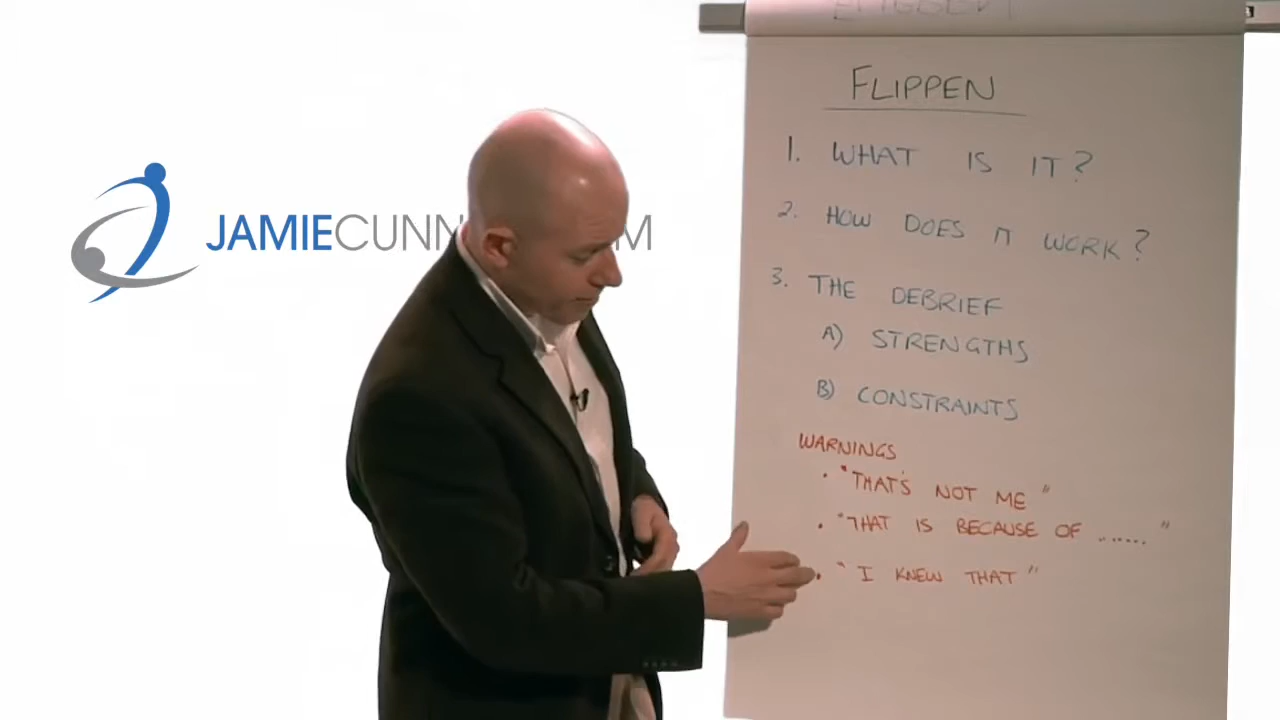 JAMIECUNN M
FLIPPEN
1. WHAT IS IT?
2. HOW DOES IT WORK?
3. THE DEBRIEF
A) STRENGTHS
B) CONSTRAINTS
WARNINGS
• "THAT'S NOT ME"
• "THAT IS BECAUSE OF ......"
• "I KNEW THAT"